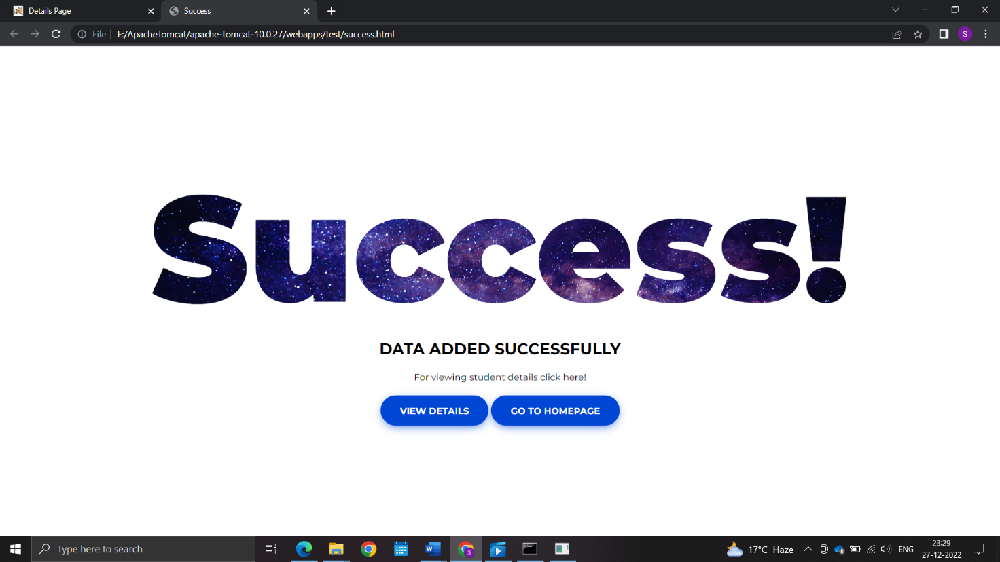 Details Page
Success
File | E:/ApacheTomcat/apache-tomcat-10.0.27/webapps/test/success.html
S
Success!
DATA ADDED SUCCESSFULLY
For viewing student details click here!
VIEW DETAILS GO TO HOMEPAGE
Type here to search
W
S
17°C Haze
ENG
23:29
27-12-2022